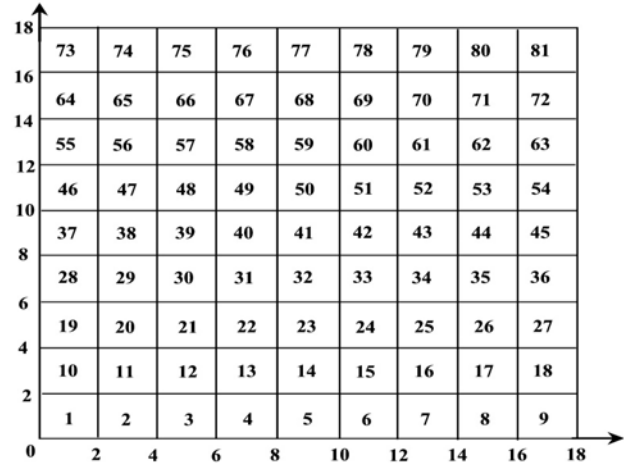 18
73 74 75 76 77 78 79 80 81
16
64 65 66 67 68 69 70 71 72
14
55 56 57 58 59 60 61 62 63
12
46 47 48 49 50 51 52 53 54
10
37 38 39 40 41 42 43 44 45
8
28 29 30 31 32 33 34 35 36
6
19 20 21 22 23 24 25 26 27
4
10 11 12 13 14 15 16 17 18
2
1 2 3 4 5 6 7 8 9
0 2 4 6 8 10 12 14 16 18